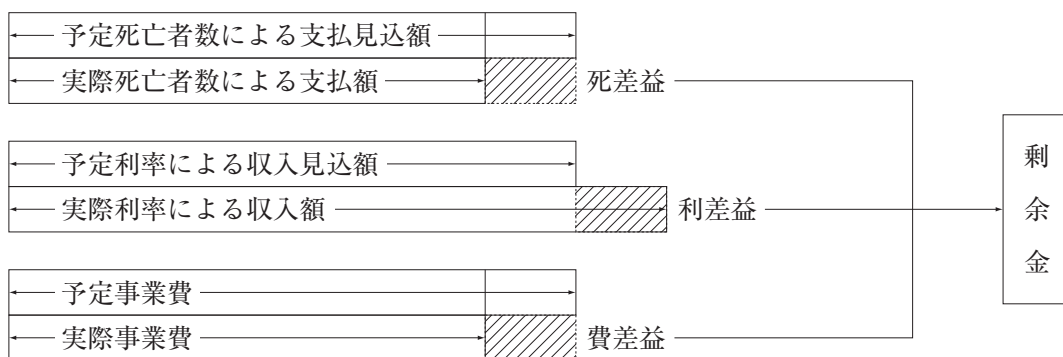 予定死亡者数による支払見込額
実際死亡者数による支払額
死差益
予定利率による収入見込額
実際利率による収入額
利差益
予定事業費
実際事業費
費差益
剰余金